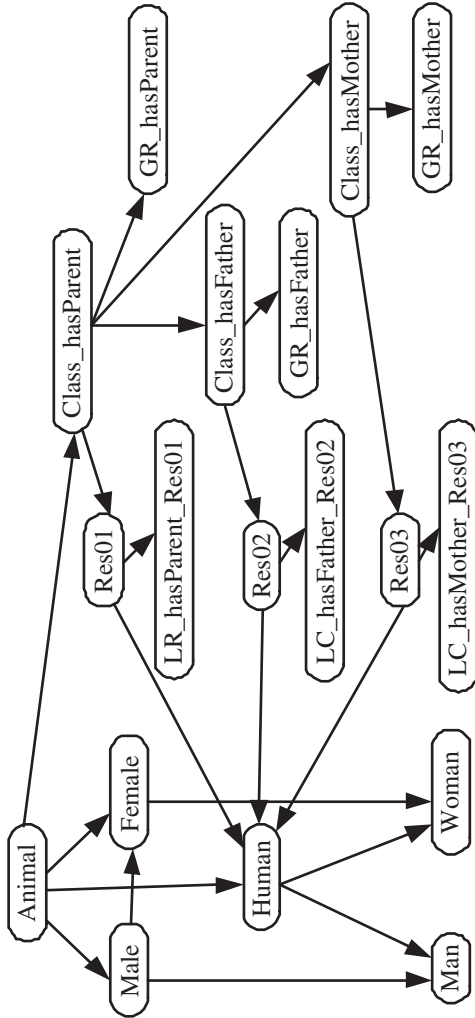 Animal
Class_hasParent
Male
Female
Res01
GR_hasParent
LR_hasParent_Res01
Class_hasFather
Human
Res02
GR_hasFather
LC_hasFather_Res02
Class_hasMother
Res03
Man
Woman
LC_hasMother_Res03
GR_hasMother